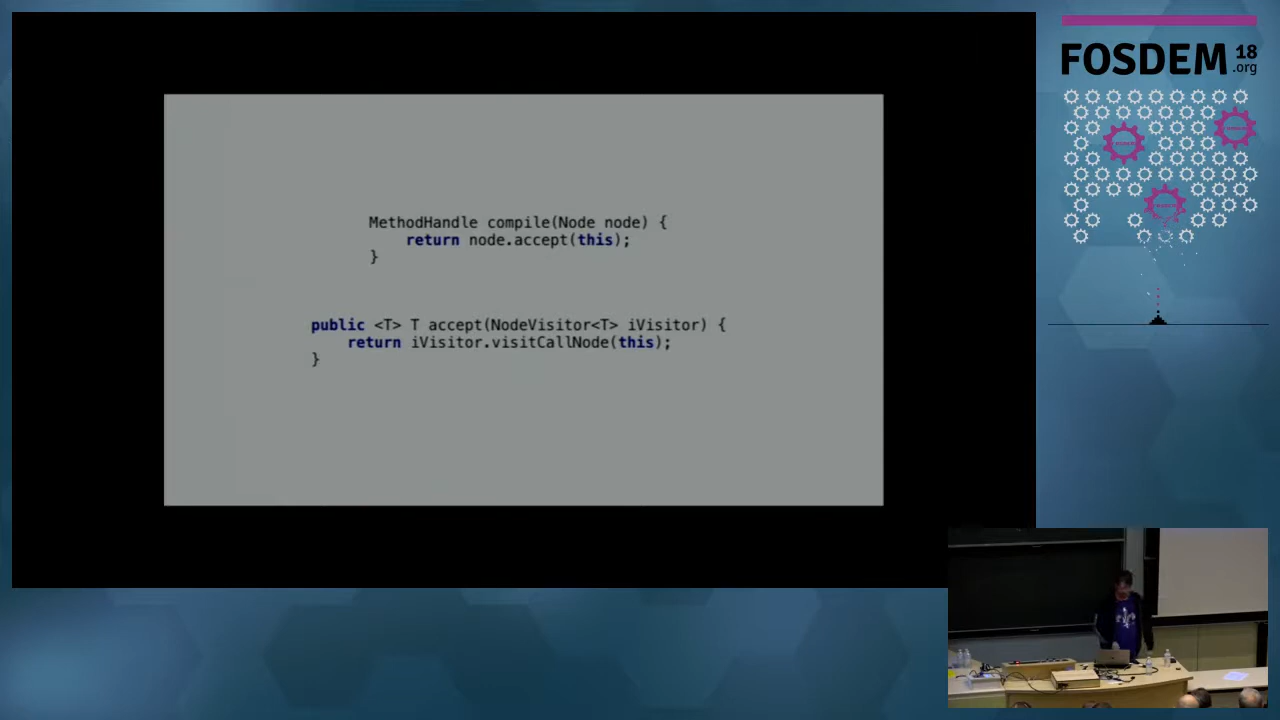 MethodHandle compile(Node node) {
return node.accept(this);
}
public <T> T accept(NodeVisitor<T> iVisitor) {
return iVisitor.visitCallNode(this);
}
FOSDEM 18
.org